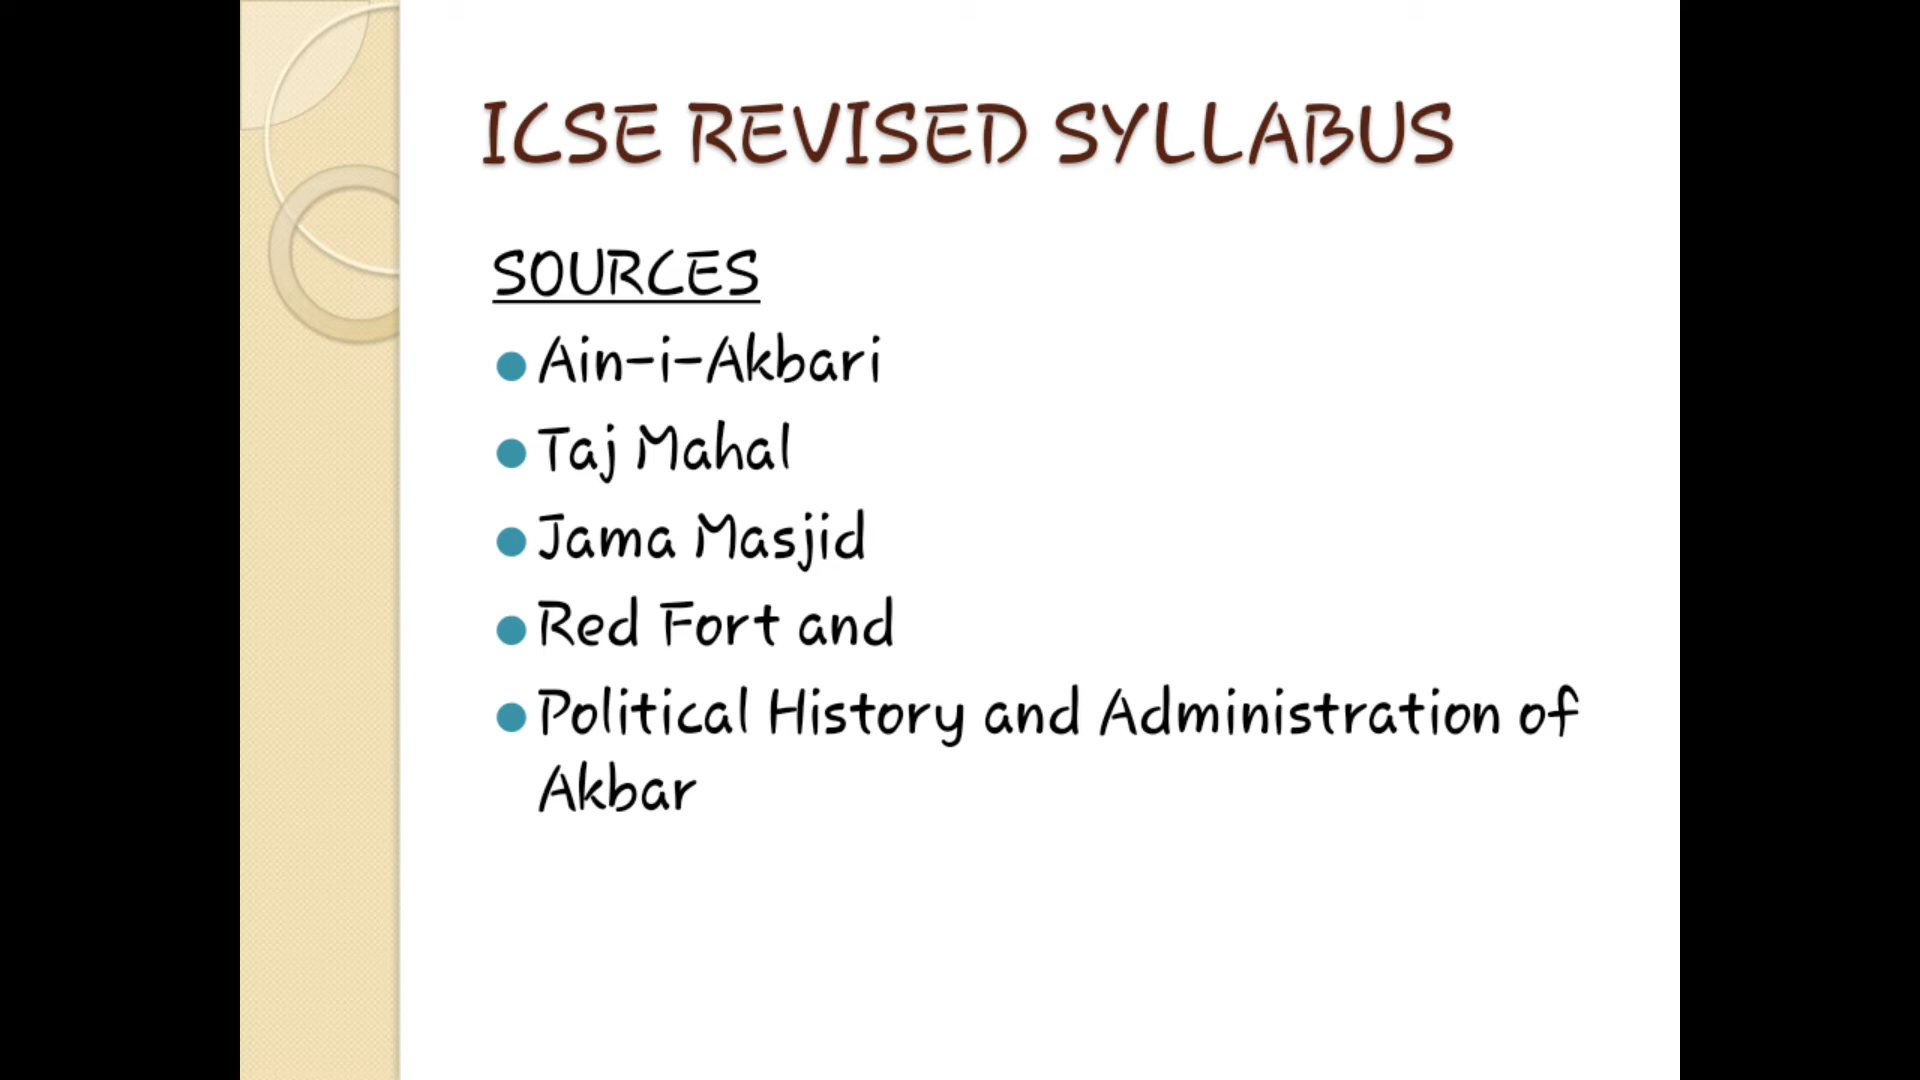 ICSE REVISED SYLLABUS
SOURCES
Ain-i-Akbari
Taj Mahal
Jama Masjid
Red Fort and
Political History and Administration of
Akbar